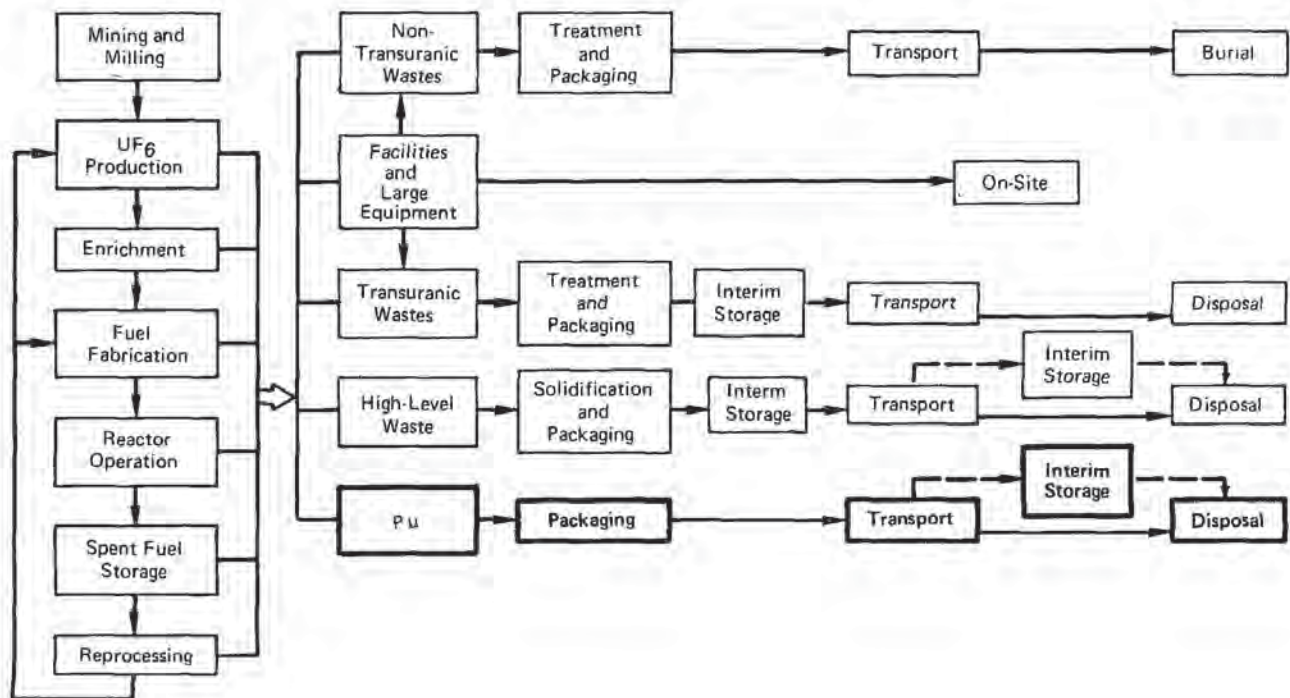 Mining and
Milling
UF6
Production
Enrichment
Fuel
Fabrication
Reactor
Operation
Spent Fuel
Storage
Reprocessing
Non-
Transuranic
Wastes
Treatment
and
Packaging
Transport
Burial
Facilities
and
Large
Equipment
On-Site
Transuranic
Wastes
Treatment
and
Packaging
Interim
Storage
Transport
Disposal
High-Level
Waste
Solidification
and
Packaging
Interm
Storage
Transport
Interim
Storage
Disposal
Pu
Packaging
Transport
Interim
Storage
Disposal